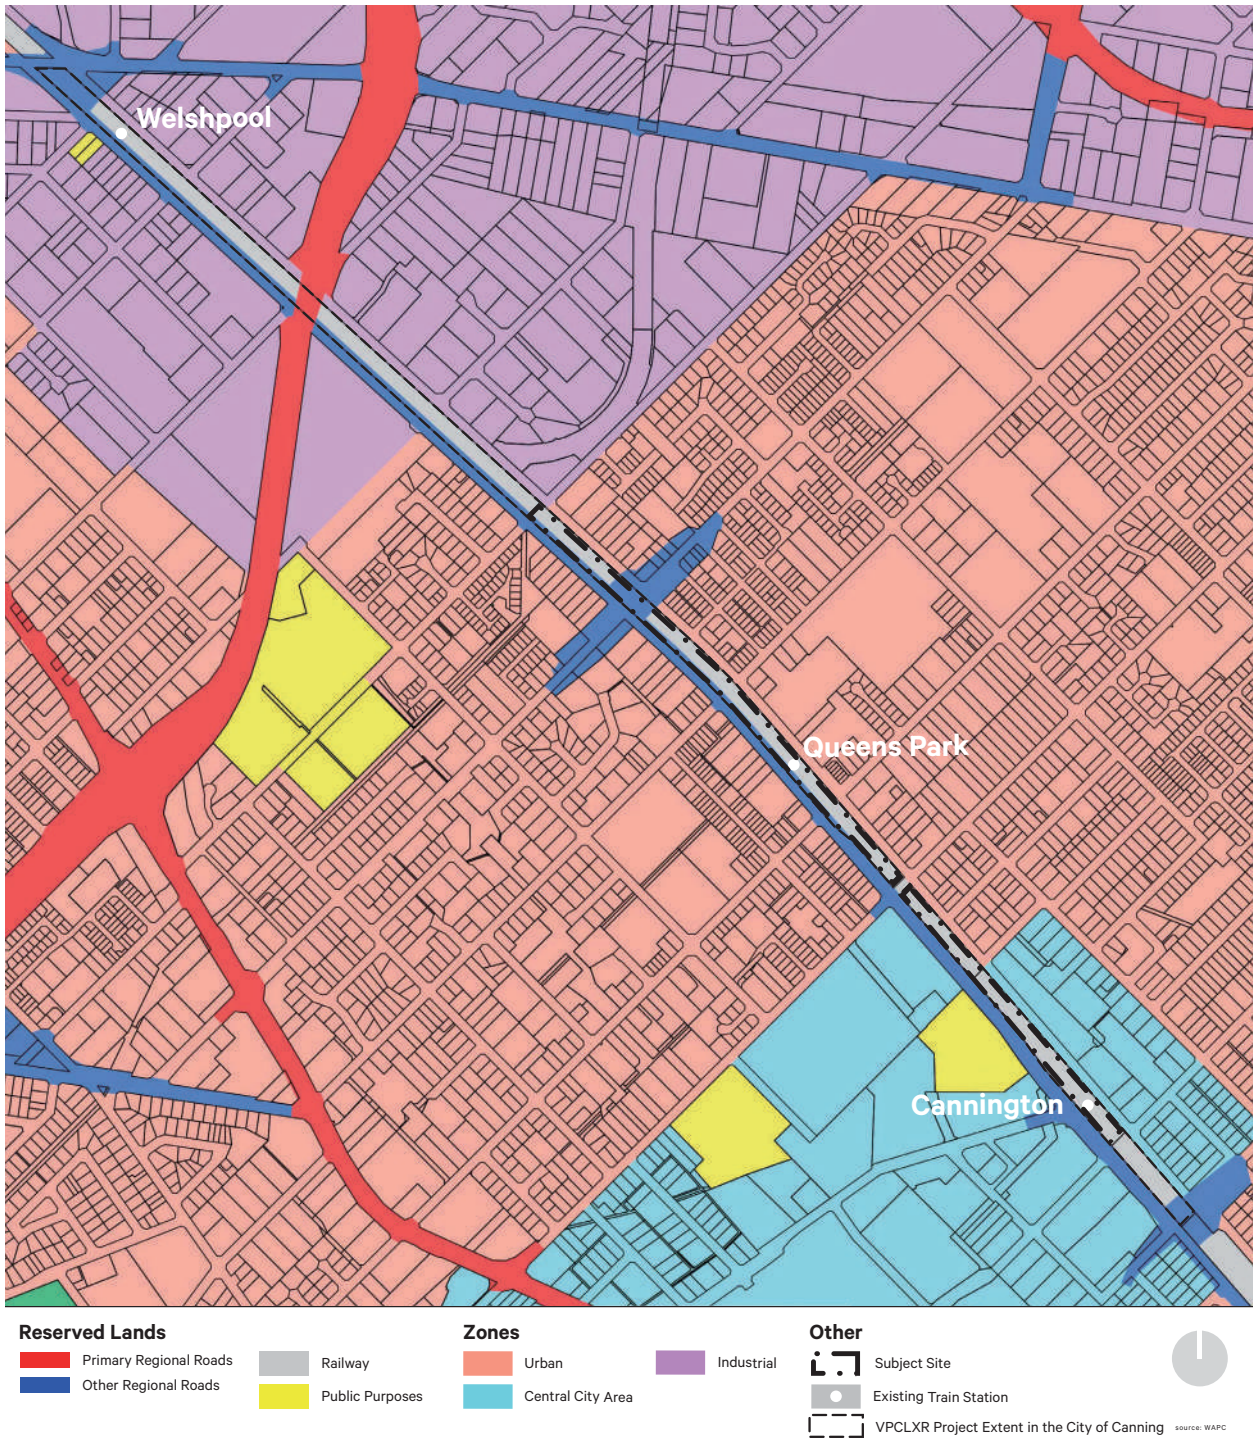 Welshpool
Queens Park
Cannington
Reserved Lands
Primary Regional Roads
Other Regional Roads
Railway
Public Purposes
Zones
Urban
Central City Area
Industrial
Other
Subject Site
Existing Train Station
VPCLXR Project Extent in the City of Canning
source: WAPC